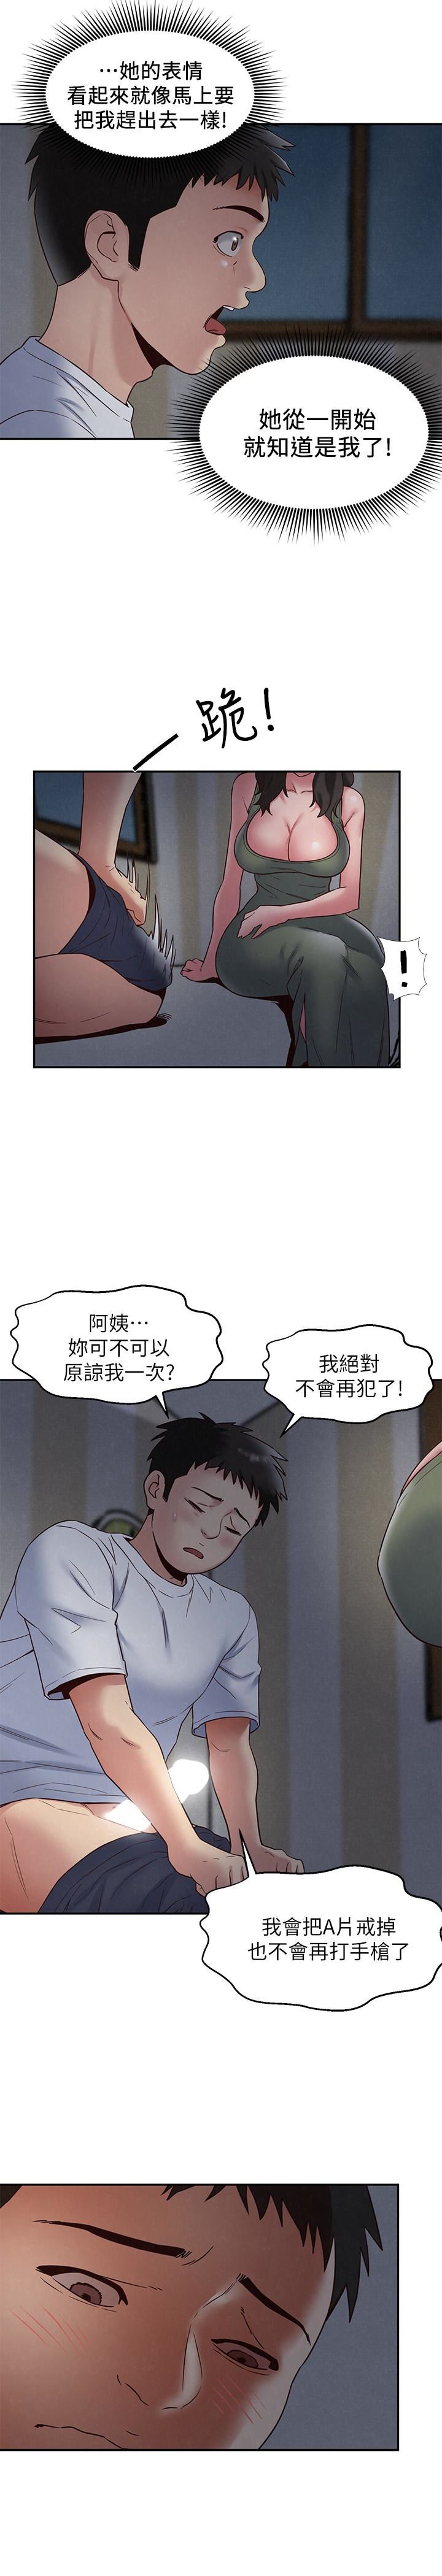 …她的表情
看起來就像馬上要
把我趕出去一樣!
她從一開始
就知道是我了!
跪!
!
阿姨…
妳可不可以
原諒我一次?
我絕對
不會再犯了!
我會把A片戒掉
也不會再打手槍了